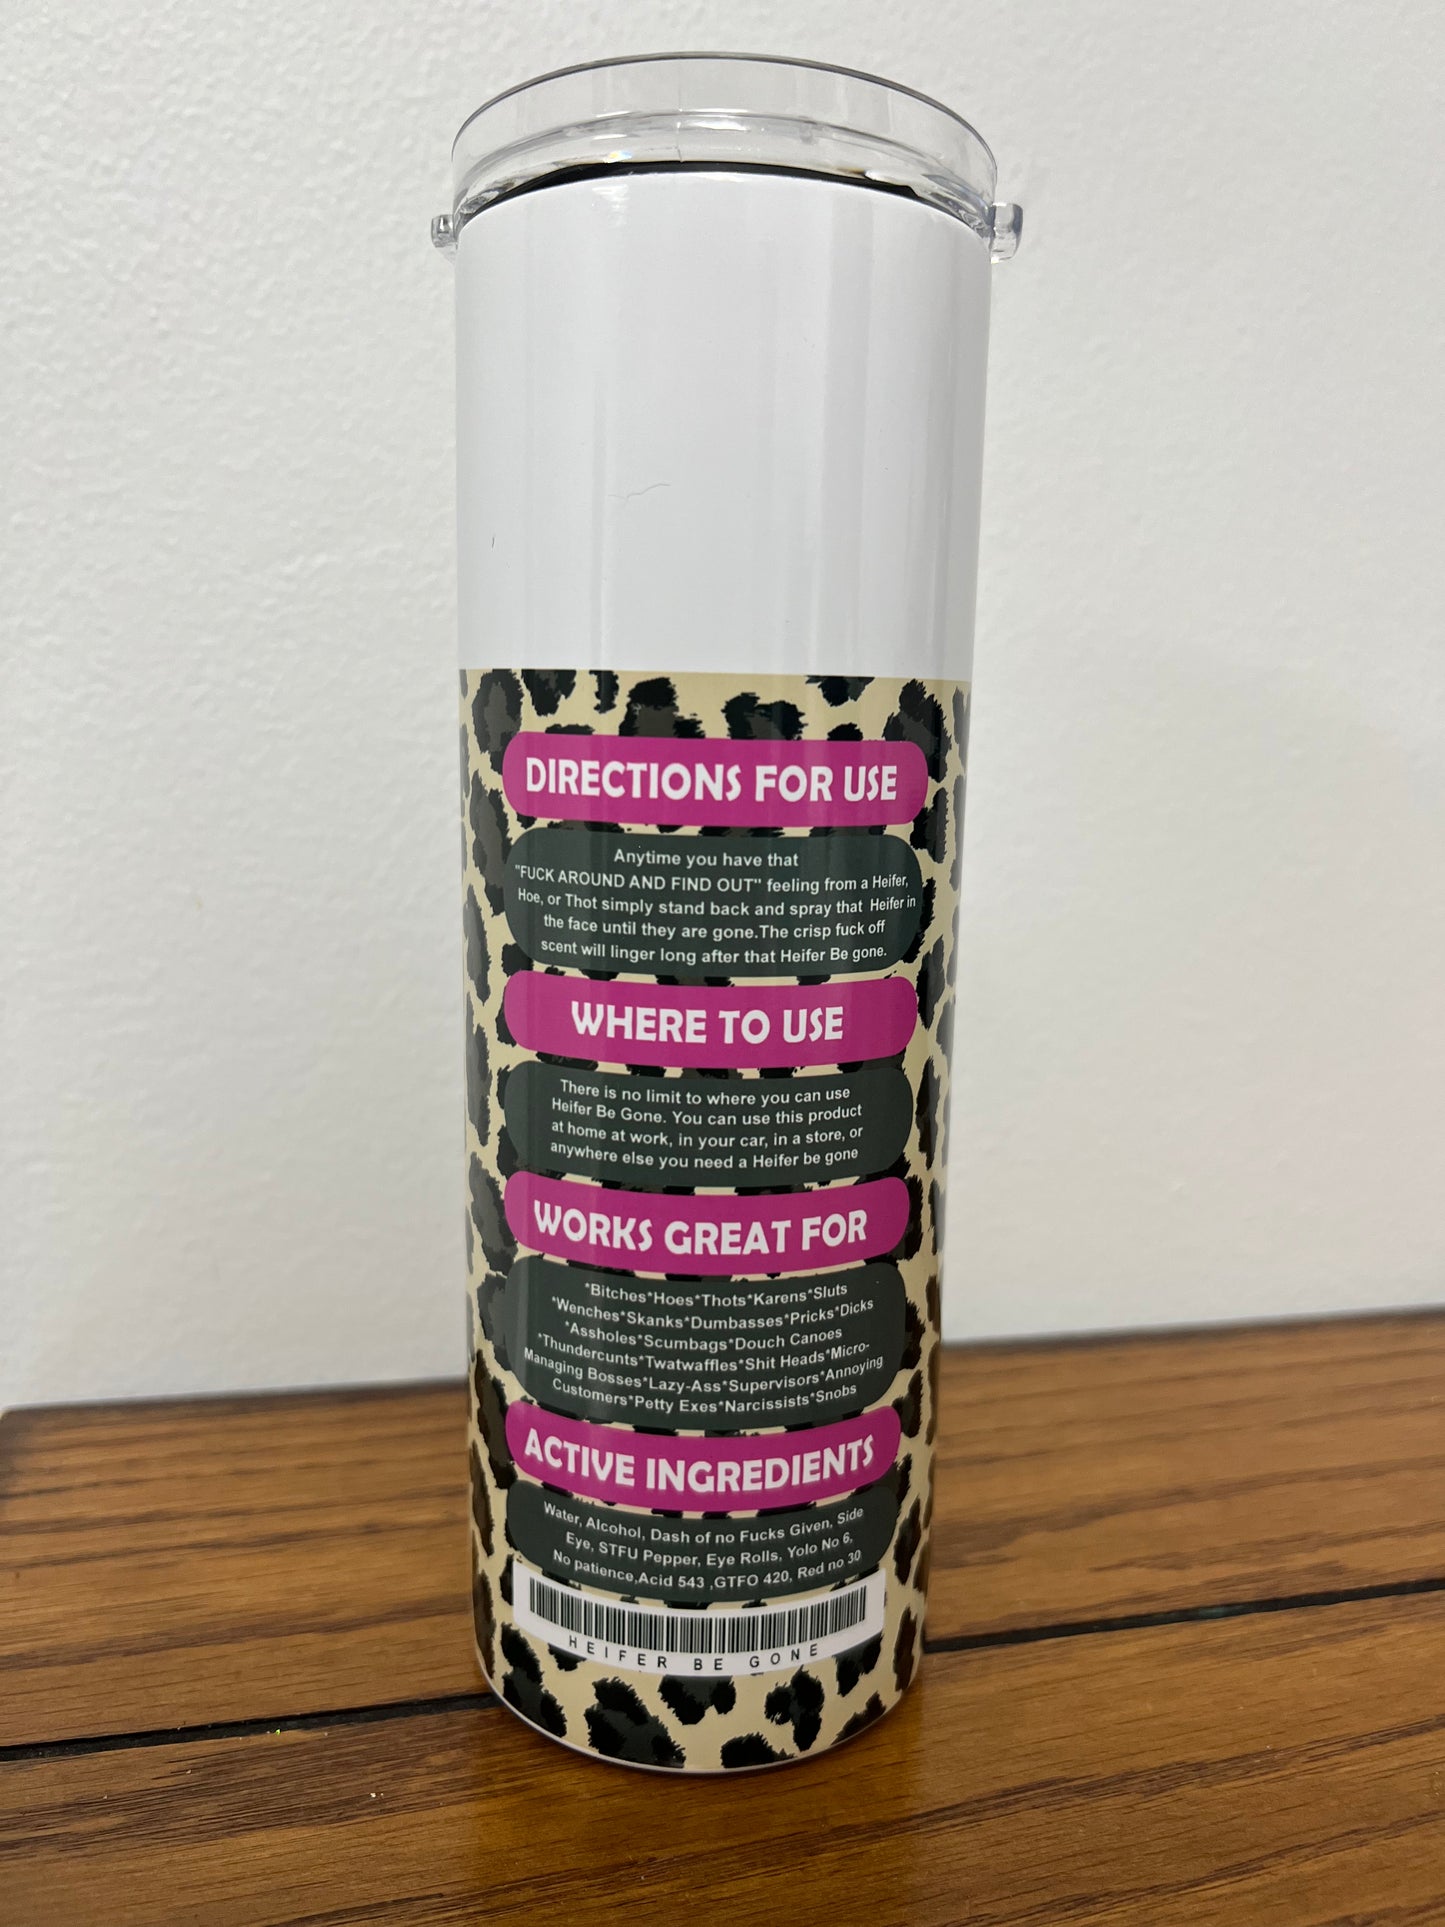 DIRECTIONS FOR USE
Anytime you have that
"FUCK AROUND AND FIND OUT" feeling from a Heifer,
Hoe, or Thot simply stand back and spray that Heifer in
the face until they are gone.The crisp fuck off
scent will linger long after that Heifer Be gone.
WHERE TO USE
There is no limit to where you can use
Heifer Be Gone. You can use this product
at home at work, in your car, in a store, or
anywhere else you need a Heifer be gone
WORKS GREAT FOR
*Bitches*Hoes*Thots*Karens*Sluts
*Wenches*Skanks*Dumbasses*Pricks*Dicks
*Assholes*Scumbags*Douch Canoes
*Thundercunts*Twatwaffles*Shit Heads*Micro-
Managing Bosses*Lazy-Ass*Supervisors*Annoying
Customers*Petty Exes*Narcissists*Snobs
ACTIVE INGREDIENTS
Water, Alcohol, Dash of no Fucks Given, Side
Eye, STFU Pepper, Eye Rolls, Yolo No 6,
No patience,Acid 543 ,GTFO 420, Red no 30
HEIFER BE GONE